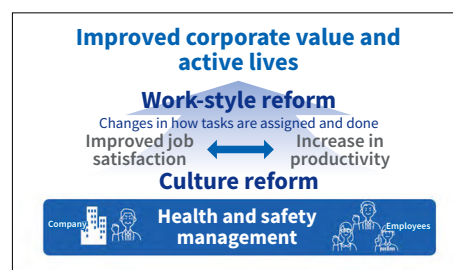 Improved corporate value and
active lives
Work-style reform
Changes in how tasks are assigned and done
Improved job
satisfaction
Increase in
productivity
Culture reform
Company
Health and safety
management
Employees